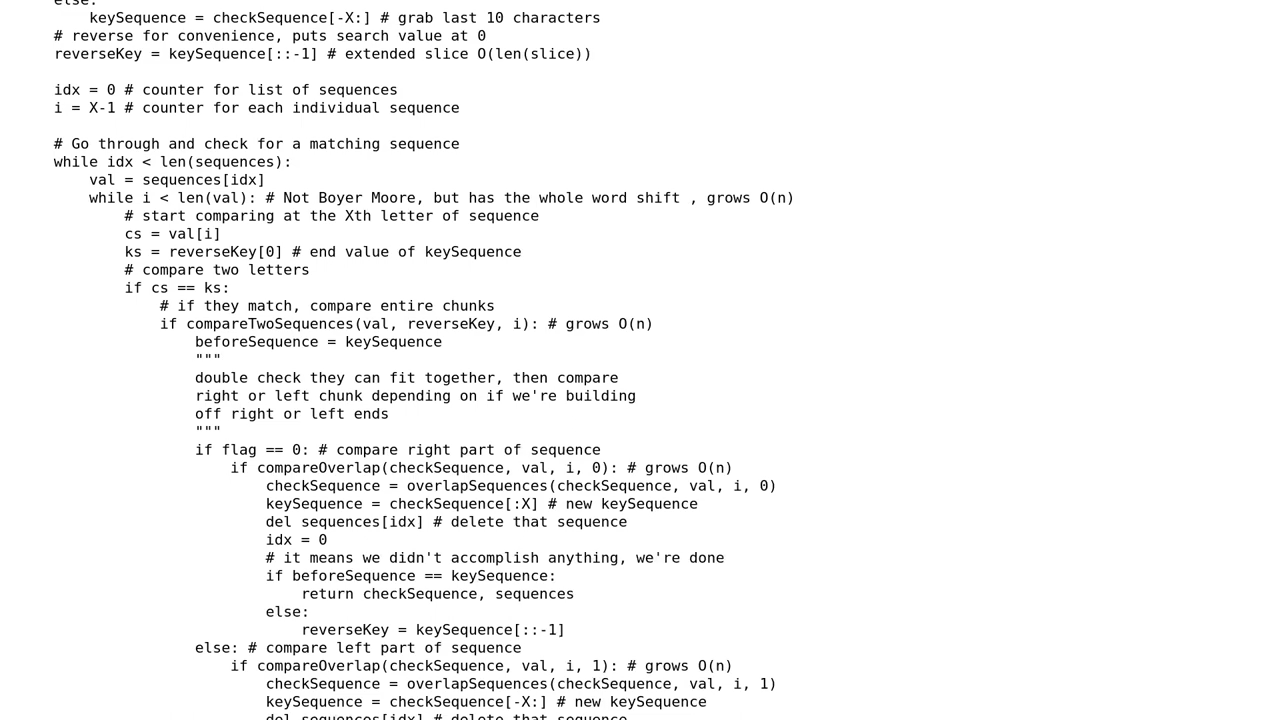 else:
keySequence = checkSequence[-X:] # grab last 10 characters
# reverse for convenience, puts search value at 0
reverseKey = keySequence[::-1] # extended slice O(len(slice))
idx = 0 # counter for list of sequences
i = X-1 # counter for each individual sequence
# Go through and check for a matching sequence
while idx < len(sequences):
val = sequences[idx]
while i < len(val): # Not Boyer Moore, but has the whole word shift , grows O(n)
# start comparing at the Xth letter of sequence
cs = val[i]
ks = reverseKey[0] # end value of keySequence
# compare two letters
if cs == ks:
# if they match, compare entire chunks
if compareTwoSequences(val, reverseKey, i): # grows O(n)
beforeSequence = keySequence
"""
double check they can fit together, then compare
right or left chunk depending on if we're building
off right or left ends
"""
if flag == 0: # compare right part of sequence
if compareOverlap(checkSequence, val, i, 0): # grows O(n)
checkSequence = overlapSequences(checkSequence, val, i, 0)
keySequence = checkSequence[:X] # new keySequence
del sequences[idx] # delete that sequence
idx = 0
# it means we didn't accomplish anything, we're done
if beforeSequence == keySequence:
return checkSequence, sequences
else:
reverseKey = keySequence[::-1]
else: # compare left part of sequence
if compareOverlap(checkSequence, val, i, 1): # grows O(n)
checkSequence = overlapSequences(checkSequence, val, i, 1)
keySequence = checkSequence[-X:] # new keySequence
del sequences[idx] # delete that sequence